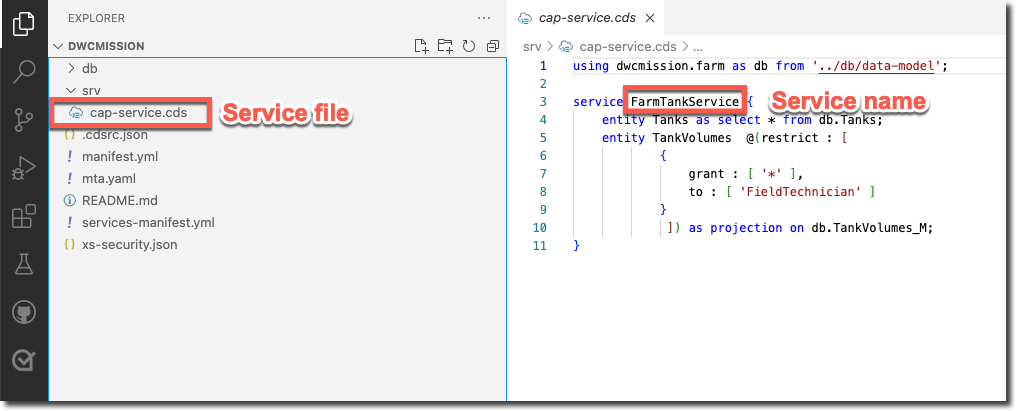 EXPLORER
···
DWCMISSION
db
srv
cap-service.cds
Service file
.cdsrc.json
manifest.yml
mta.yaml
README.md
services-manifest.yml
xs-security.json
cap-service.cds
srv > cap-service.cds > ...
1 using dwcmission.farm as db from '../db/data-model';
2
3 service FarmTankService {
Service name
4 entity Tanks as select * from db.Tanks;
5 entity TankVolumes @(restrict : [
6 {
7 grant : [ '*' ],
8 to : [ 'FieldTechnician' ]
9 }
10 ]) as projection on db.TankVolumes_M;
11 }